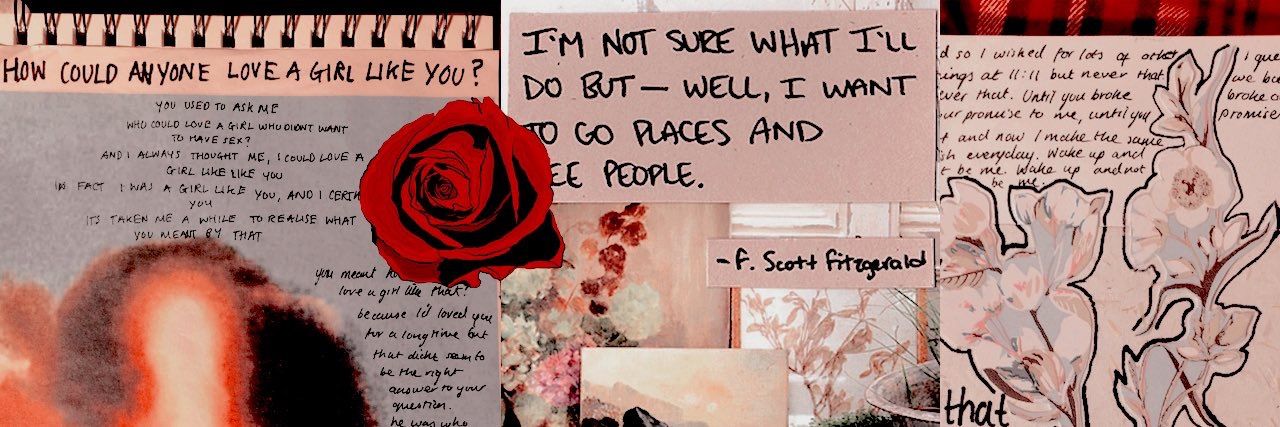 HOW COULD ANYONE LOVE A GIRL LIKE YOU?
YOU USED TO ASK ME
WHO COULD LOVE A GIRL WHO DIDNT WANT
TO HAVE SEX?
AND I ALWAYS THOUGHT ME, I COULD LOVE A
GIRL LIKE LIKE YOU
IN FACT I WAS A GIRL LIKE YOU, AND I CERTA
YOU
ITS TAKEN ME A WHILE TO REALISE WHAT
YOU MEANT BY THAT
you meant
love a girl like that?
because I'd loved you
for a long time but
that didnt seem to
be the right
answer to your
question.
he was who
I'M NOT SURE WHAT I'LL
DO BUT — WELL, I WANT
TO GO PLACES AND
EE PEOPLE.
- F. Scott Fitzgerald
d so I wished for lots of other
ings at 11:11 but never that
ver that. Until you broke
ur promise to me, until you
t and now I make the same
h everyday. Wake up and
t be me. Wake up and not
be me.
I gue
we be
broke o
promise
that